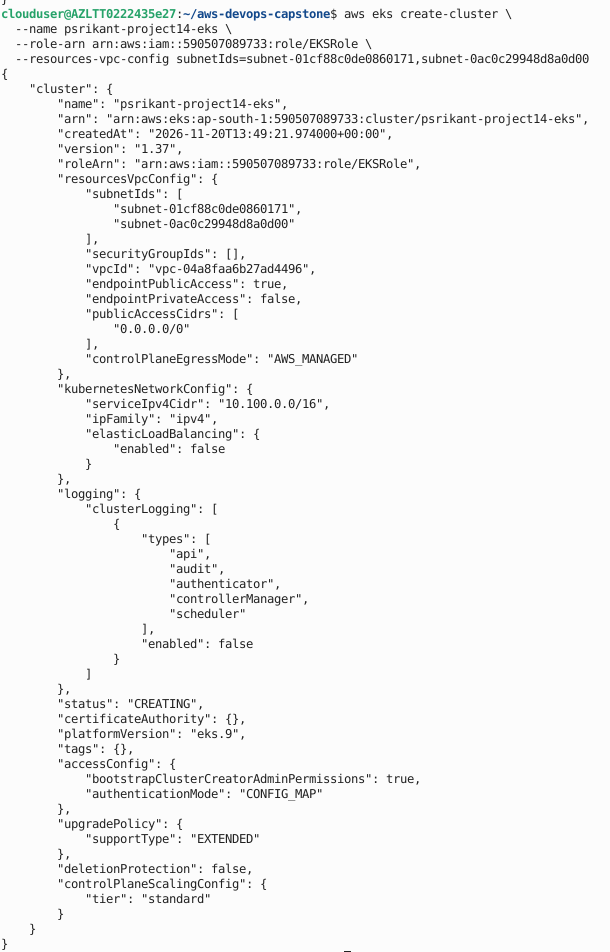 }
clouduser@AZLTT0222435e27:~/aws-devops-capstone$ aws eks create-cluster \
  --name psrikant-project14-eks \
  --role-arn arn:aws:iam::590507089733:role/EKSRole \
  --resources-vpc-config subnetIds=subnet-01cf88c0de0860171,subnet-0ac0c29948d8a0d00
{
    "cluster": {
        "name": "psrikant-project14-eks",
        "arn": "arn:aws:eks:ap-south-1:590507089733:cluster/psrikant-project14-eks",
        "createdAt": "2026-11-20T13:49:21.974000+00:00",
        "version": "1.37",
        "roleArn": "arn:aws:iam::590507089733:role/EKSRole",
        "resourcesVpcConfig": {
            "subnetIds": [
                "subnet-01cf88c0de0860171",
                "subnet-0ac0c29948d8a0d00"
            ],
            "securityGroupIds": [],
            "vpcId": "vpc-04a8faa6b27ad4496",
            "endpointPublicAccess": true,
            "endpointPrivateAccess": false,
            "publicAccessCidrs": [
                "0.0.0.0/0"
            ],
            "controlPlaneEgressMode": "AWS_MANAGED"
        },
        "kubernetesNetworkConfig": {
            "serviceIpv4Cidr": "10.100.0.0/16",
            "ipFamily": "ipv4",
            "elasticLoadBalancing": {
                "enabled": false
            }
        },
        "logging": {
            "clusterLogging": [
                {
                    "types": [
                        "api",
                        "audit",
                        "authenticator",
                        "controllerManager",
                        "scheduler"
                    ],
                    "enabled": false
                }
            ]
        },
        "status": "CREATING",
        "certificateAuthority": {},
        "platformVersion": "eks.9",
        "tags": {},
        "accessConfig": {
            "bootstrapClusterCreatorAdminPermissions": true,
            "authenticationMode": "CONFIG_MAP"
        },
        "upgradePolicy": {
            "supportType": "EXTENDED"
        },
        "deletionProtection": false,
        "controlPlaneScalingConfig": {
            "tier": "standard"
        }
    }
}